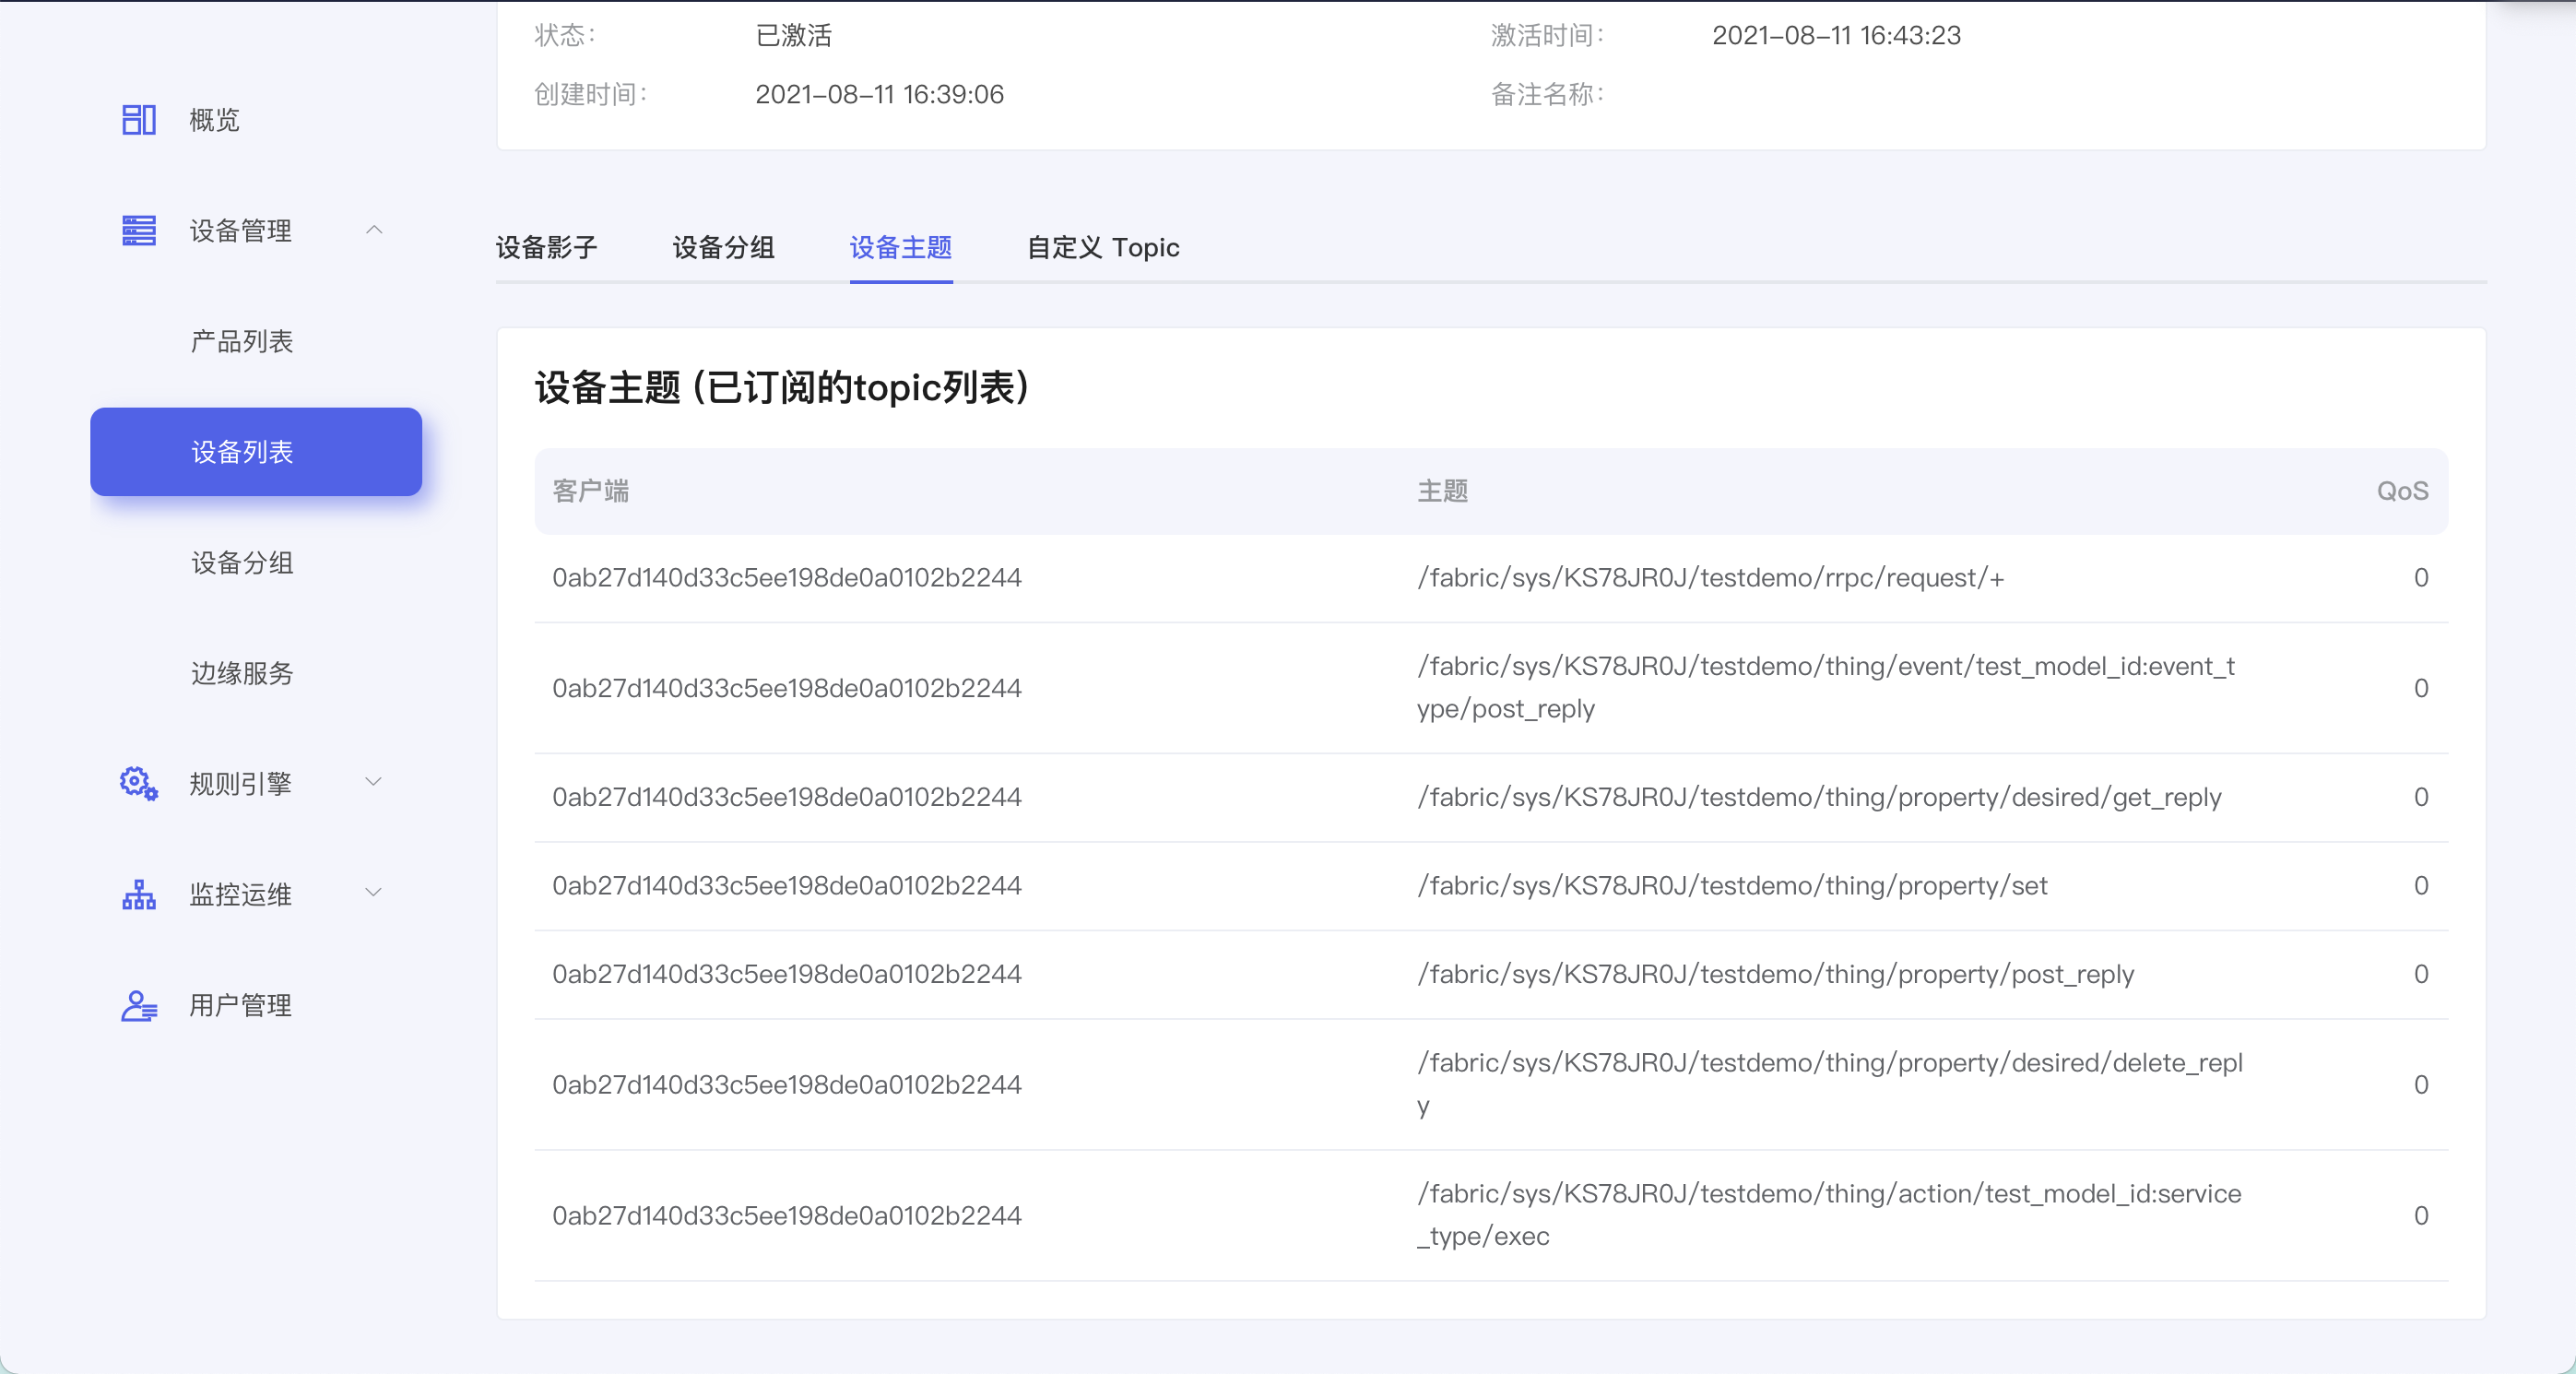 状态： 已激活 激活时间： 2021-08-11 16:43:23
创建时间： 2021-08-11 16:39:06 备注名称：
概览
设备管理
产品列表
设备列表
设备分组
边缘服务
规则引擎
监控运维
用户管理
设备影子 设备分组 设备主题 自定义 Topic
设备主题 (已订阅的topic列表)
客户端 主题 QoS
0ab27d140d33c5ee198de0a0102b2244 /fabric/sys/KS78JR0J/testdemo/rrpc/request/+ 0
0ab27d140d33c5ee198de0a0102b2244 /fabric/sys/KS78JR0J/testdemo/thing/event/test_model_id:event_t
ype/post_reply 0
0ab27d140d33c5ee198de0a0102b2244 /fabric/sys/KS78JR0J/testdemo/thing/property/desired/get_reply 0
0ab27d140d33c5ee198de0a0102b2244 /fabric/sys/KS78JR0J/testdemo/thing/property/set 0
0ab27d140d33c5ee198de0a0102b2244 /fabric/sys/KS78JR0J/testdemo/thing/property/post_reply 0
0ab27d140d33c5ee198de0a0102b2244 /fabric/sys/KS78JR0J/testdemo/thing/property/desired/delete_repl
y 0
0ab27d140d33c5ee198de0a0102b2244 /fabric/sys/KS78JR0J/testdemo/thing/action/test_model_id:service
_type/exec 0